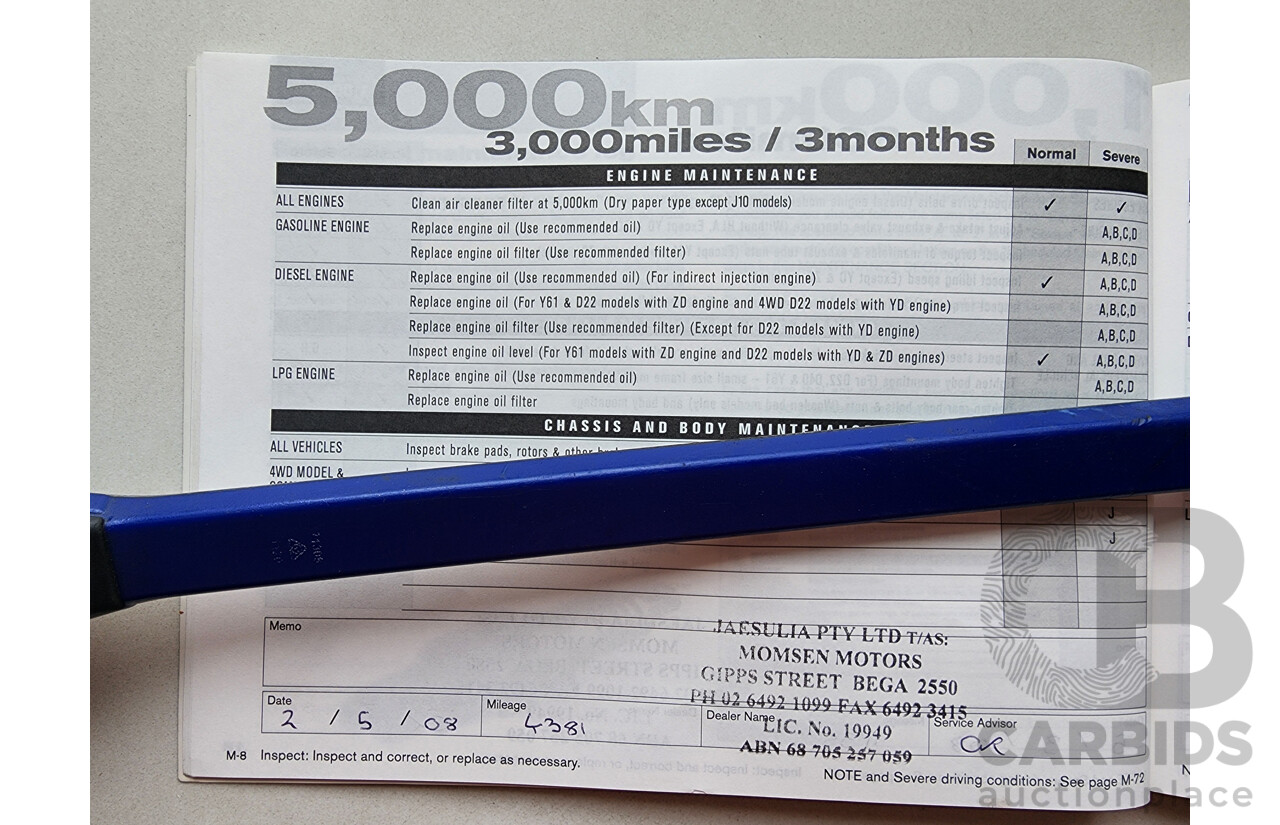 5,000km
3,000miles / 3months
Normal Severe
ENGINE MAINTENANCE
ALL ENGINES Clean air cleaner filter at 5,000km (Dry paper type except J10 models) ✓ ✓
GASOLINE ENGINE Replace engine oil (Use recommended oil) A,B,C,D
Replace engine oil filter (Use recommended filter) A,B,C,D
DIESEL ENGINE Replace engine oil (Use recommended oil) (For indirect injection engine) ✓ A,B,C,D
Replace engine oil (For Y61 & D22 models with ZD engine and 4WD D22 models with YD engine) A,B,C,D
Replace engine oil filter (Use recommended filter) (Except for D22 models with YD engine) A,B,C,D
Inspect engine oil level (For Y61 models with ZD engine and D22 models with YD & ZD engines) ✓ A,B,C,D
LPG ENGINE Replace engine oil (Use recommended oil) A,B,C,D
Replace engine oil filter
CHASSIS AND BODY MAINTENANCE
ALL VEHICLES Inspect brake pads, rotors & other
4WD MODEL &
J
J
Memo
JAESULIA PTY LTD T/AS:
MOMSEN MOTORS
GIPPS STREET BEGA 2550
PH 02 6492 1099 FAX 6492 3415
LIC. No. 19949
ABN 68 705 257 059
Date 2 / 5 / 08
Mileage 4381
Dealer Name
Service Advisor
M-8 Inspect: Inspect and correct, or replace as necessary.
NOTE and Severe driving conditions: See page M-72
CARBIDS
auctionplace